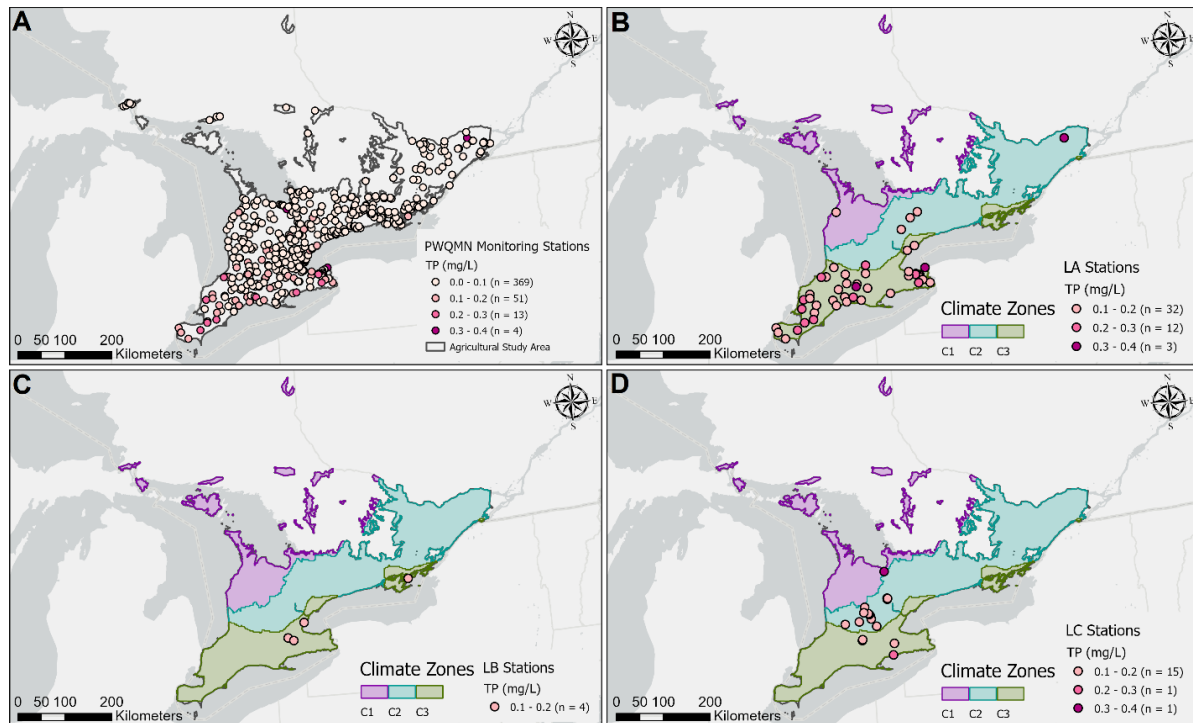 A
N
W E
S
PWQMN Monitoring Stations
TP (mg/L)
0.0 - 0.1 (n = 369)
0.1 - 0.2 (n = 51)
0.2 - 0.3 (n = 13)
0.3 - 0.4 (n = 4)
Agricultural Study Area
0 50 100 200
Kilometers
B
N
W E
S
LA Stations
TP (mg/L)
0.1 - 0.2 (n = 32)
0.2 - 0.3 (n = 12)
0.3 - 0.4 (n = 3)
Climate Zones
C1 C2 C3
0 50 100 200
Kilometers
C
N
W E
S
Climate Zones
C1 C2 C3
LB Stations
TP (mg/L)
0.1 - 0.2 (n = 4)
0 50 100 200
Kilometers
D
N
W E
S
LC Stations
TP (mg/L)
0.1 - 0.2 (n = 15)
0.2 - 0.3 (n = 1)
0.3 - 0.4 (n = 1)
Climate Zones
C1 C2 C3
0 50 100 200
Kilometers